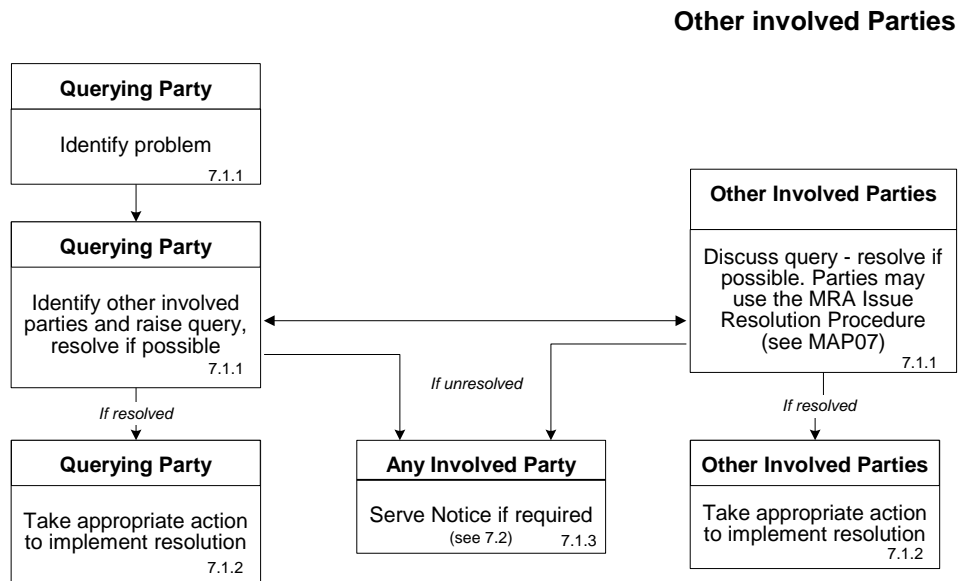 Other involved Parties
Querying Party
Identify problem
7.1.1
Querying Party
Identify other involved
parties and raise query,
resolve if possible
7.1.1
Other Involved Parties
Discuss query - resolve if
possible. Parties may
use the MRA Issue
Resolution Procedure
(see MAP07)
7.1.1
If unresolved
If resolved
If resolved
Querying Party
Take appropriate action
to implement resolution
7.1.2
Any Involved Party
Serve Notice if required
(see 7.2) 7.1.3
Other Involved Parties
Take appropriate action
to implement resolution
7.1.2